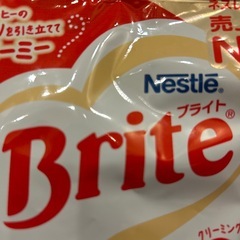 ヒーの
を引き立てて
ーミー
ネス
売
N
Nestlé
ブライト
Brite®
クリーミング